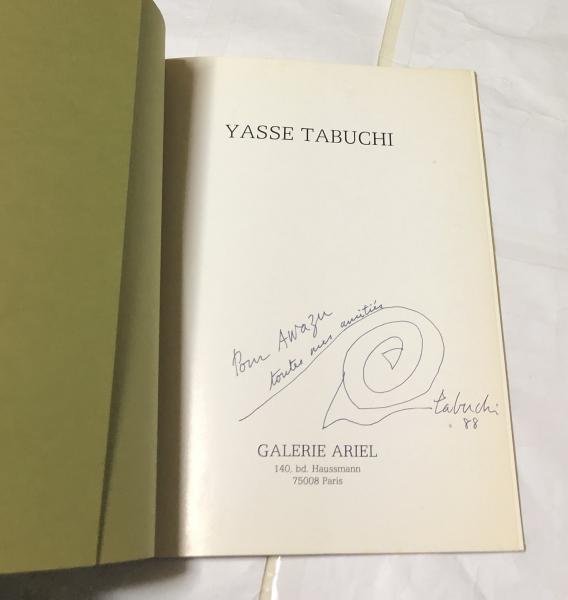 YASSE TABUCHI
Pour Awazu
toutes mes amitiés
Tabuchi
. 88
GALERIE ARIEL
140. bd. Haussmann
75008 Paris